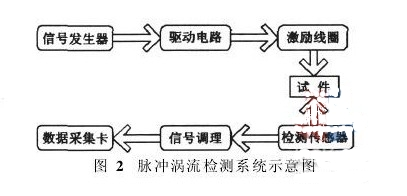 信号发生器
驱动电路
激励线圈
试件
数据采集卡
信号调理
检测传感器
图 2 脉冲涡流检测系统示意图